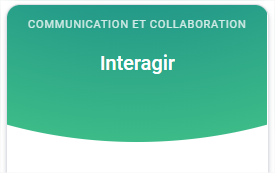 COMMUNICATION ET COLLABORATION
Interagir